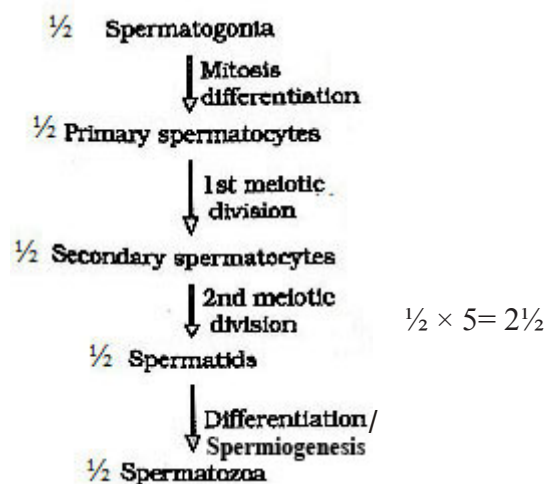 ½ Spermatogonia
Mitosis
differentiation
½ Primary spermatocytes
1st meiotic
division
½ Secondary spermatocytes
2nd meiotic
division
½ × 5= 2½
½ Spermatids
Differentiation/
Spermiogenesis
½ Spermatozoa